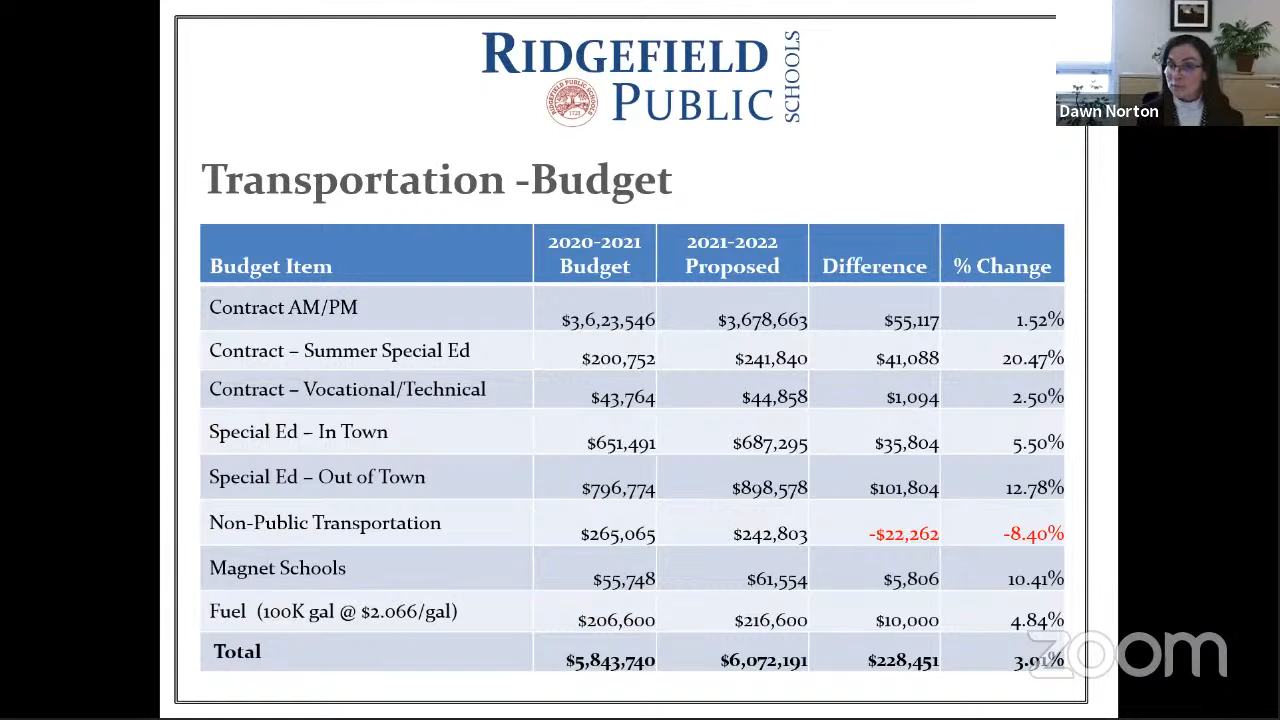 RIDGEFIELD
PUBLIC
SCHOOLS
Dawn Norton
Transportation -Budget
Budget Item 2020-2021 Budget 2021-2022 Proposed Difference % Change
Contract AM/PM $3,6,23,546 $3,678,663 $55,117 1.52%
Contract – Summer Special Ed $200,752 $241,840 $41,088 20.47%
Contract – Vocational/Technical $43,764 $44,858 $1,094 2.50%
Special Ed – In Town $651,491 $687,295 $35,804 5.50%
Special Ed – Out of Town $796,774 $898,578 $101,804 12.78%
Non-Public Transportation $265,065 $242,803 -$22,262 -8.40%
Magnet Schools $55,748 $61,554 $5,806 10.41%
Fuel (100K gal @ $2.066/gal) $206,600 $216,600 $10,000 4.84%
Total $5,843,740 $6,072,191 $228,451 3.91%
zoom